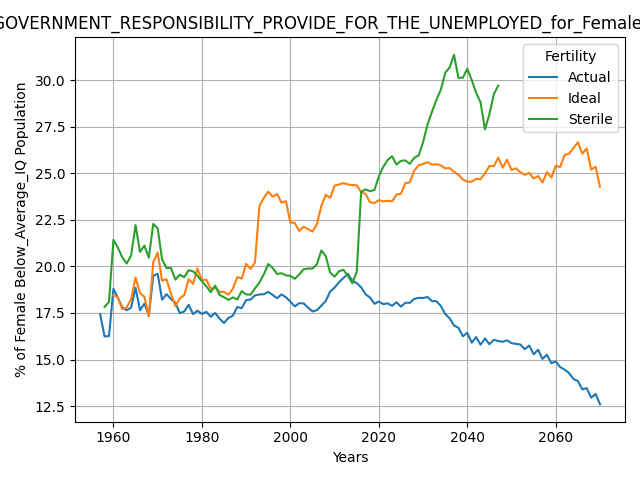 GOVERNMENT_RESPONSIBILITY_PROVIDE_FOR_THE_UNEMPLOYED_for_Female
Fertility
Actual
Ideal
Sterile
% of Female Below_Average_IQ Population
30.0
27.5
25.0
22.5
20.0
17.5
15.0
12.5
1960 1980 2000 2020 2040 2060
Years